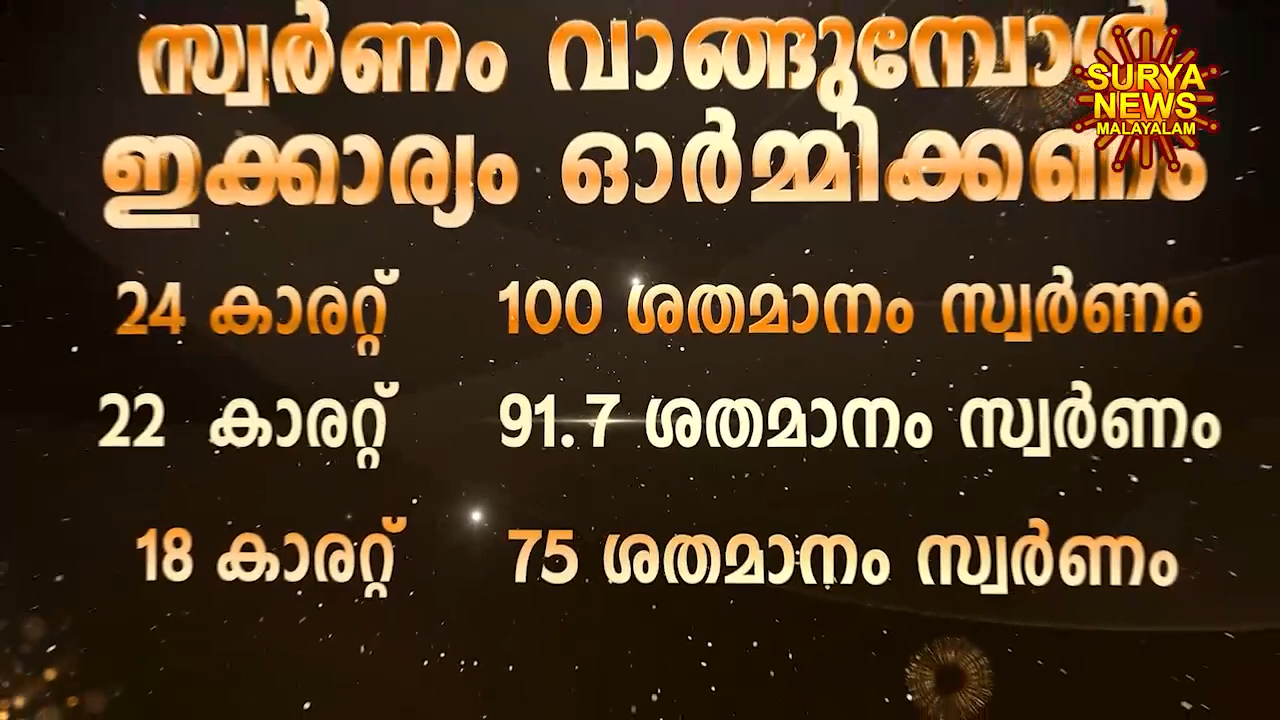 സ്വർണം വാങ്ങുമ്പോൾ
ഇക്കാര്യം ഓർമ്മിക്കണം
SURYA
NEWS
MALAYALAM
24 കാരറ്റ് 100 ശതമാനം സ്വർണം
22 കാരറ്റ് 91.7 ശതമാനം സ്വർണം
18 കാരറ്റ് 75 ശതമാനം സ്വർണം